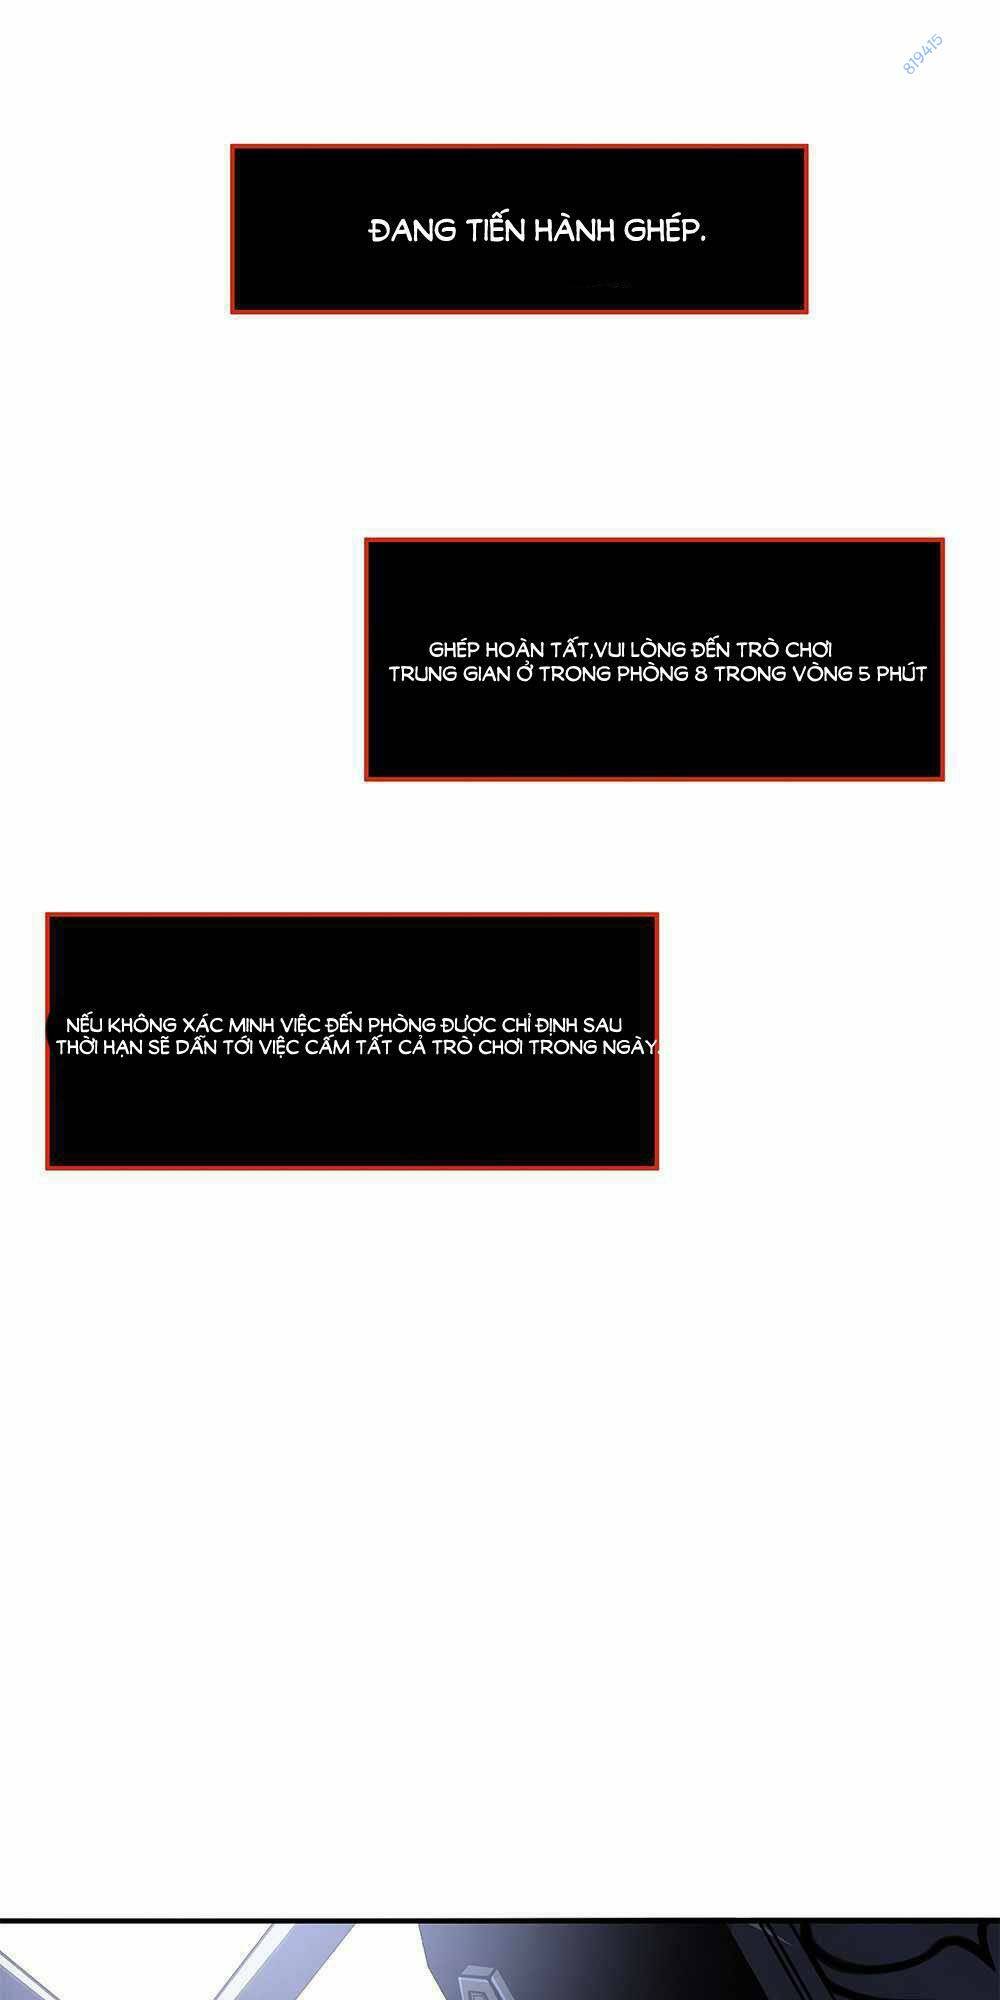 819415
ĐANG TIẾN HÀNH GHÉP.
GHÉP HOÀN TẤT,VUI LÒNG ĐẾN TRÒ CHƠI
TRUNG GIAN Ở TRONG PHÒNG 8 TRONG VÒNG 5 PHÚT
NẾU KHÔNG XÁC MINH VIỆC ĐẾN PHÒNG ĐƯỢC CHỈ ĐỊNH SAU
THỜI HẠN SẼ DẤN TỚI VIỆC CẤM TẤT CẢ TRÒ CHƠI TRONG NGÀY.